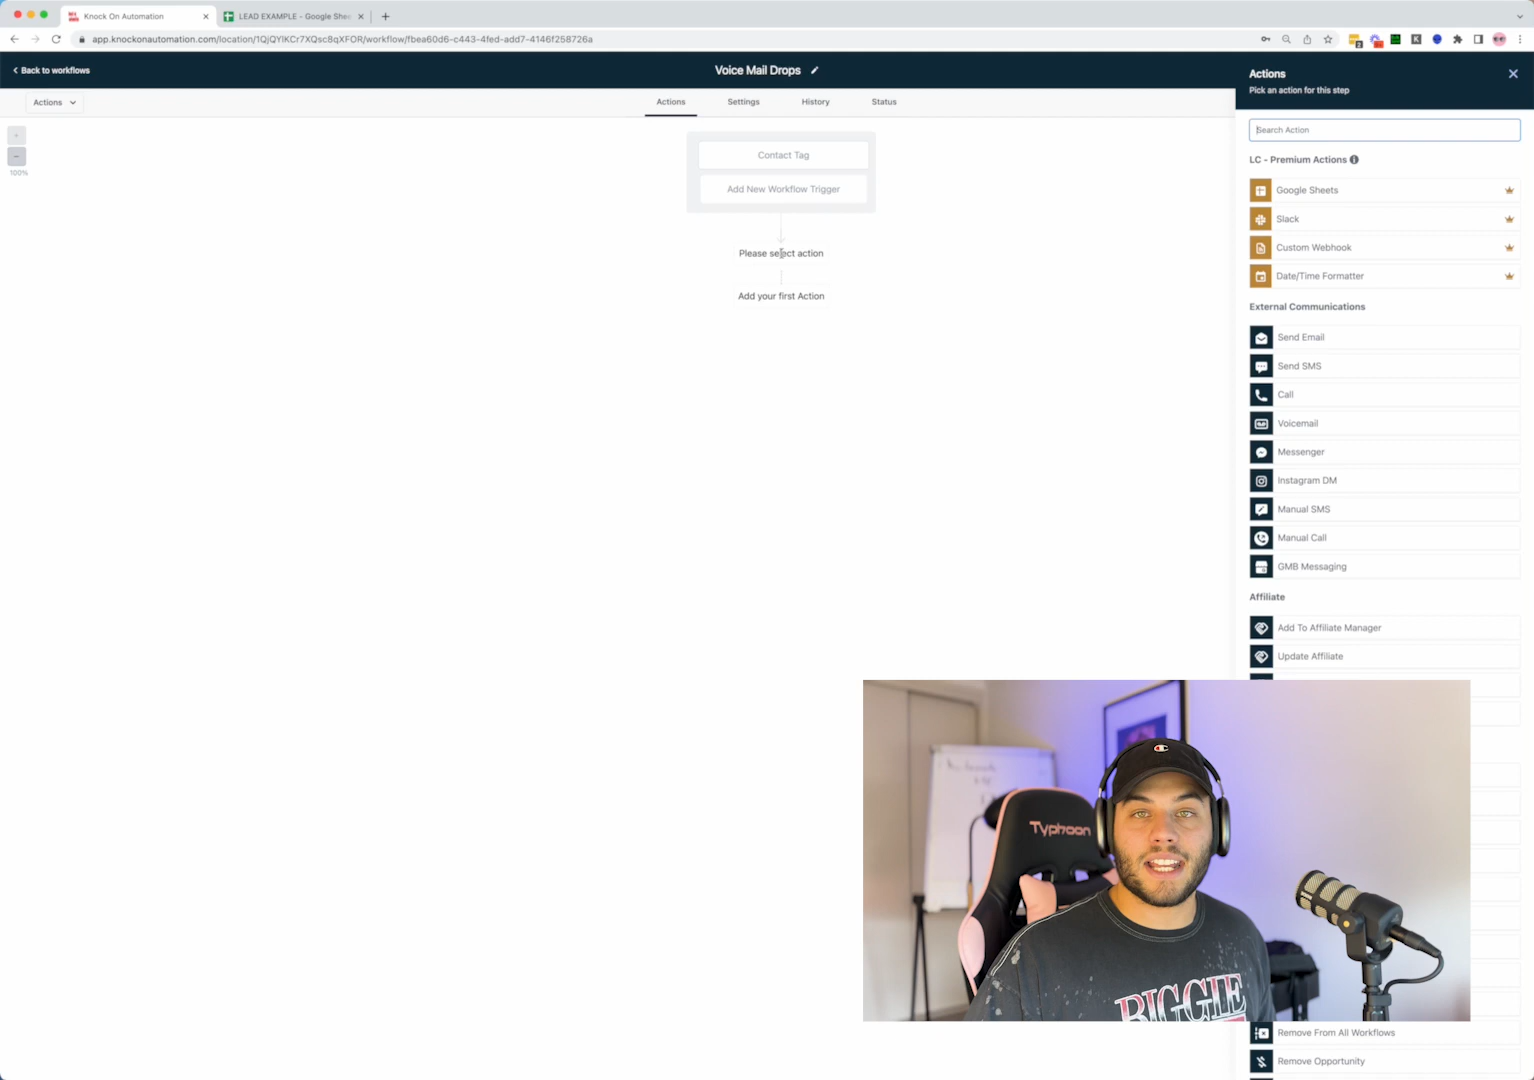 Knock On Automation
LEAD EXAMPLE - Google Shee
app.knockonautomation.com/location/1QjQYlKCr7XQsc8qXFOR/workflow/fbea60d6-c443-4fed-add7-4146f258726a
Back to workflows
Voice Mail Drops
Actions
Pick an action for this step
Actions
Actions
Settings
History
Status
100%
Contact Tag
Add New Workflow Trigger
Please select action
Add your first Action
Search Action
LC - Premium Actions
Google Sheets
Slack
Custom Webhook
Date/Time Formatter
External Communications
Send Email
Send SMS
Call
Voicemail
Messenger
Instagram DM
Manual SMS
Manual Call
GMB Messaging
Affiliate
Add To Affiliate Manager
Update Affiliate
Typhoon
BIGGIE
Remove From All Workflows
Remove Opportunity